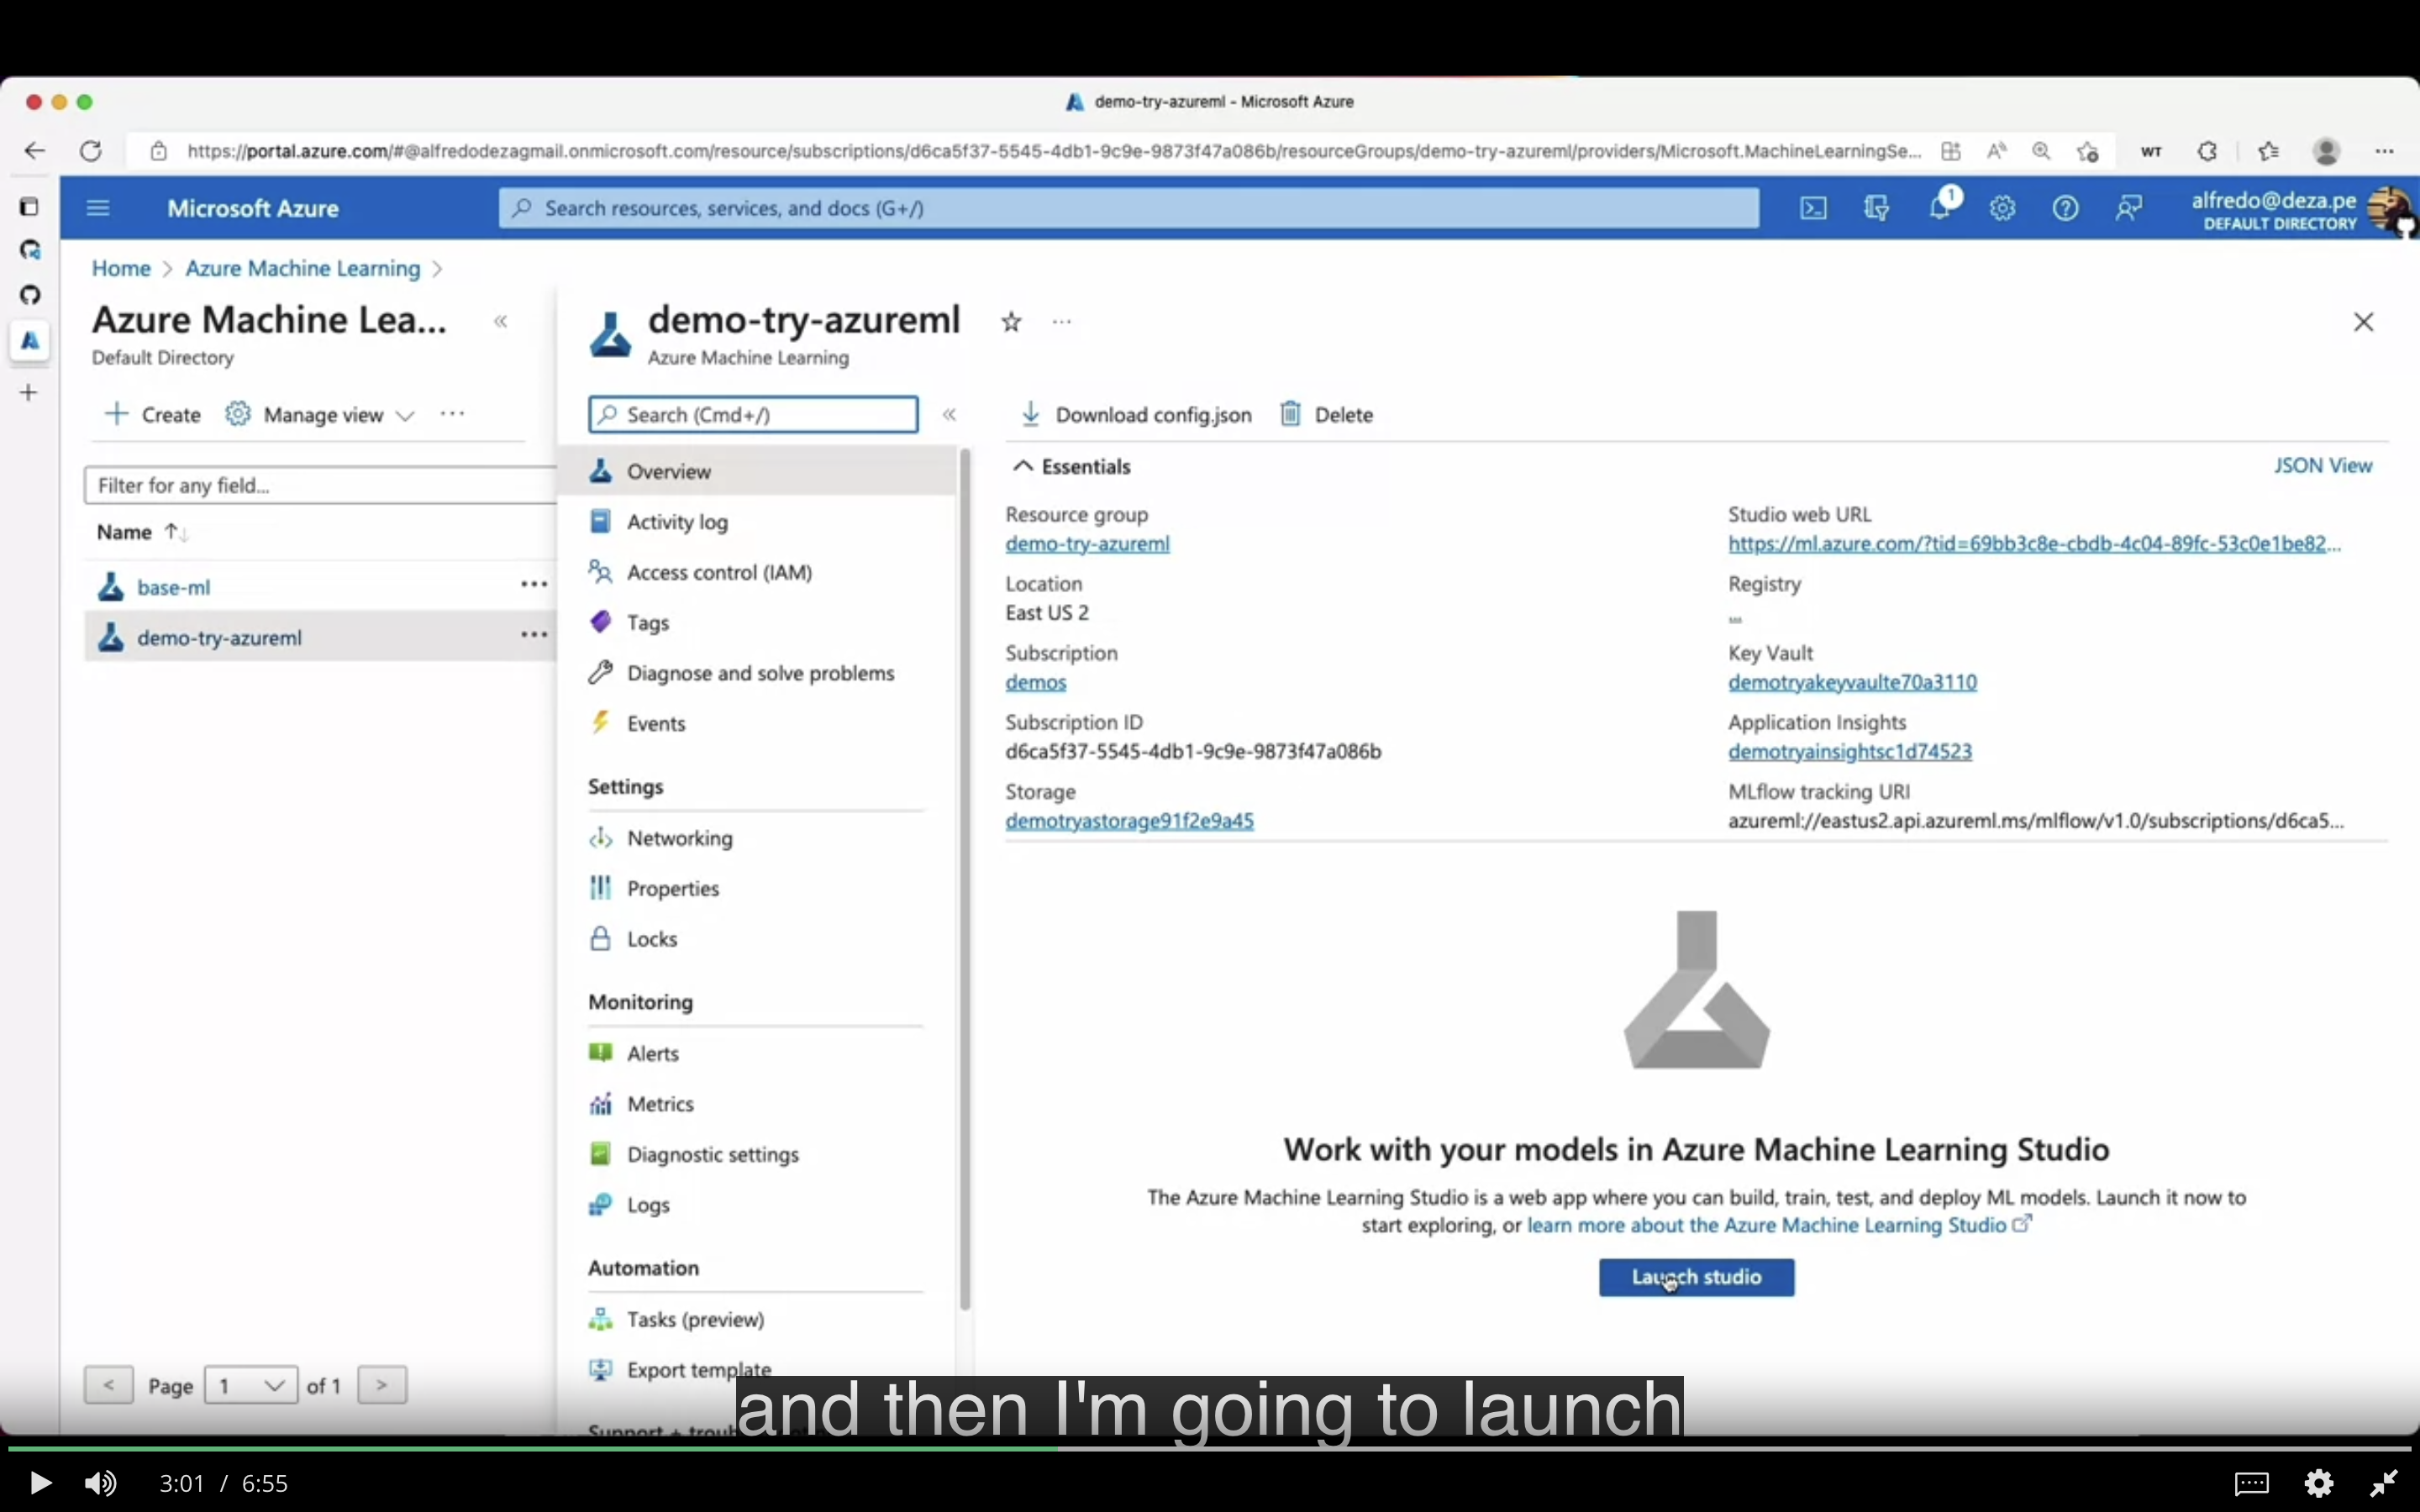 demo-try-azureml - Microsoft Azure
https://portal.azure.com/#@alfredodezagmail.onmicrosoft.com/resource/subscriptions/d6ca5f37-5545-4db1-9c9e-9873f47a086b/resourceGroups/demo-try-azureml/providers/Microsoft.MachineLearningSe...
WT
Microsoft Azure
Search resources, services, and docs (G+/)
1
alfredo@deza.pe
DEFAULT DIRECTORY
Home > Azure Machine Learning >
Azure Machine Lea...
Default Directory
Create
Manage view
Filter for any field...
Name
base-ml
demo-try-azureml
< Page 1 of 1 >
demo-try-azureml
Azure Machine Learning
Search (Cmd+/)
Overview
Activity log
Access control (IAM)
Tags
Diagnose and solve problems
Events
Settings
Networking
Properties
Locks
Monitoring
Alerts
Metrics
Diagnostic settings
Logs
Automation
Tasks (preview)
Export template
Download config.json
Delete
Essentials
JSON View
Resource group
demo-try-azureml
Location
East US 2
Subscription
demos
Subscription ID
d6ca5f37-5545-4db1-9c9e-9873f47a086b
Storage
demotryastorage91f2e9a45
Studio web URL
https://ml.azure.com/?tid=69bb3c8e-cbdb-4c04-89fc-53c0e1be82...
Registry
...
Key Vault
demotryakeyvaulte70a3110
Application Insights
demotryainsightsc1d74523
MLflow tracking URI
azureml://eastus2.api.azureml.ms/mlflow/v1.0/subscriptions/d6ca5...
Work with your models in Azure Machine Learning Studio
The Azure Machine Learning Studio is a web app where you can build, train, test, and deploy ML models. Launch it now to
start exploring, or learn more about the Azure Machine Learning Studio
Launch studio
and then I'm going to launch
3:01 / 6:55